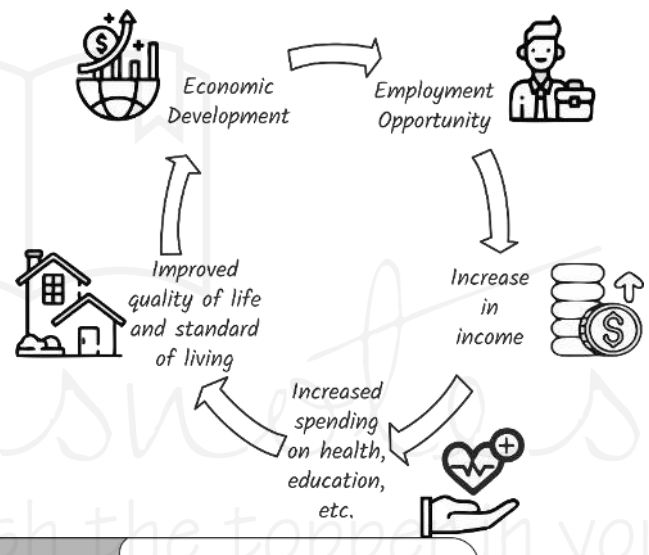 Economic
Development
Employment
Opportunity
Increase
in
income
Increased
spending
on health,
education,
etc.
Improved
quality of life
and standard
of living